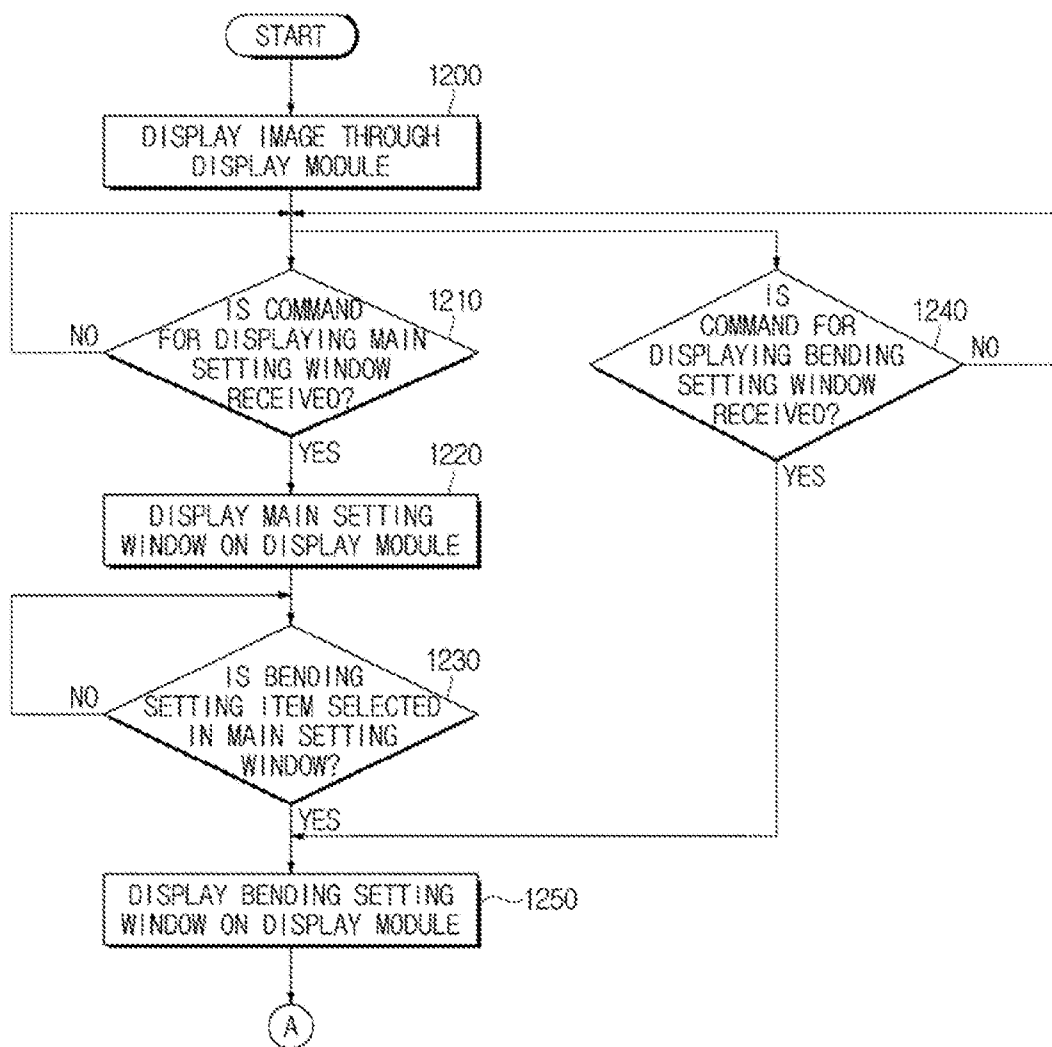 START
1200
DISPLAY IMAGE THROUGH
DISPLAY MODULE
IS COMMAND
FOR DISPLAYING MAIN
SETTING WINDOW
RECEIVED?
1210
NO
YES
IS
COMMAND FOR
DISPLAYING BENDING
SETTING WINDOW
RECEIVED?
1240
NO
YES
1220
DISPLAY MAIN SETTING
WINDOW ON DISPLAY MODULE
IS BENDING
SETTING ITEM SELECTED
IN MAIN SETTING
WINDOW?
1230
NO
YES
DISPLAY BENDING SETTING
WINDOW ON DISPLAY MODULE
1250
A